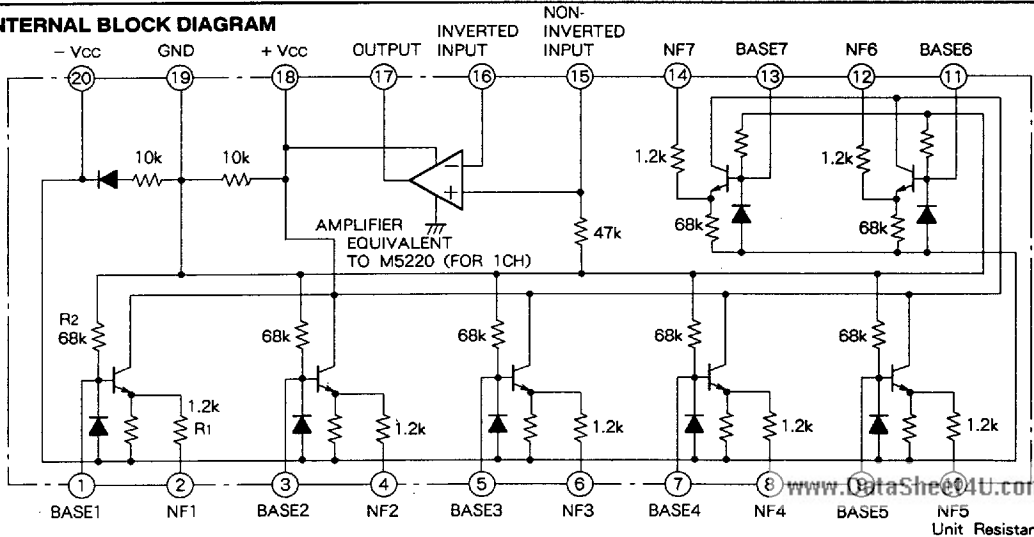 NTERNAL BLOCK DIAGRAM
– VCC GND + VCC OUTPUT INVERTED INPUT NON-INVERTED INPUT NF7 BASE7 NF6 BASE6
20 19 18 17 16 15 14 13 12 11
10k 10k 1.2k 1.2k
– +
68k 68k
47k
AMPLIFIER
EQUIVALENT
TO M5220 (FOR 1CH)
R2
68k 68k 68k 68k 68k
1.2k
R1 1.2k 1.2k 1.2k 1.2k
1 2 3 4 5 6 7 8 9 10
www.DataSheet4U.com
BASE1 NF1 BASE2 NF2 BASE3 NF3 BASE4 NF4 BASE5 NF5
Unit Resistan